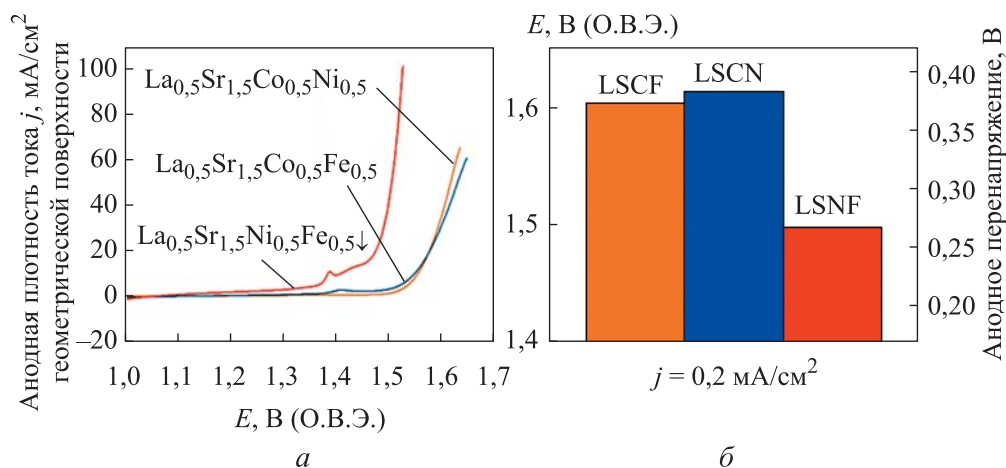 Анодная плотность тока j, мА/см²
геометрической поверхности
100
80
60
40
20
0
–20
La0,5Sr1,5Co0,5Ni0,5
La0,5Sr1,5Co0,5Fe0,5
La0,5Sr1,5Ni0,5Fe0,5↓
1,0 1,1 1,2 1,3 1,4 1,5 1,6 1,7
E, В (О.В.Э.)
а
E, В (О.В.Э.)
1,6
1,5
1,4
LSCF
LSCN
LSNF
0,40
0,35
0,30
0,25
0,20
Анодное перенапряжение, В
j = 0,2 мА/см²
б